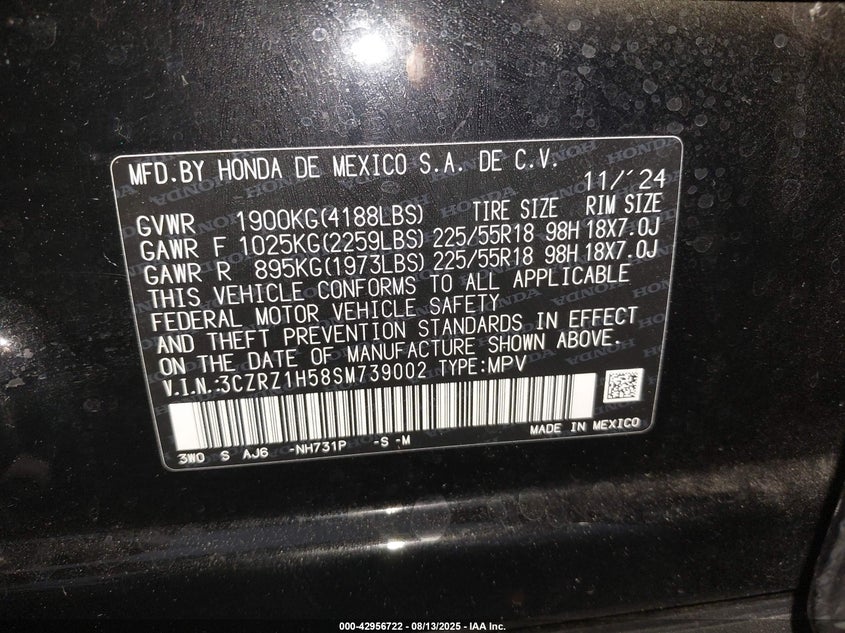 MFD.BY HONDA DE MEXICO S.A. DE C.V.
11/'24
GVWR 1900KG(4188LBS) TIRE SIZE RIM SIZE
GAWR F 1025KG(2259LBS) 225/55R18 98H 18X7.0J
GAWR R 895KG(1973LBS) 225/55R18 98H 18X7.0J
THIS VEHICLE CONFORMS TO ALL APPLICABLE
FEDERAL MOTOR VEHICLE SAFETY
AND THEFT PREVENTION STANDARDS IN EFFECT
ON THE DATE OF MANUFACTURE SHOWN ABOVE.
V.I.N.:3CZRZ1H58SM739002 TYPE:MPV
3W0 S AJ6 -NH731P -S -M
MADE IN MEXICO
000-42956722 - 08/13/2025 - IAA Inc.